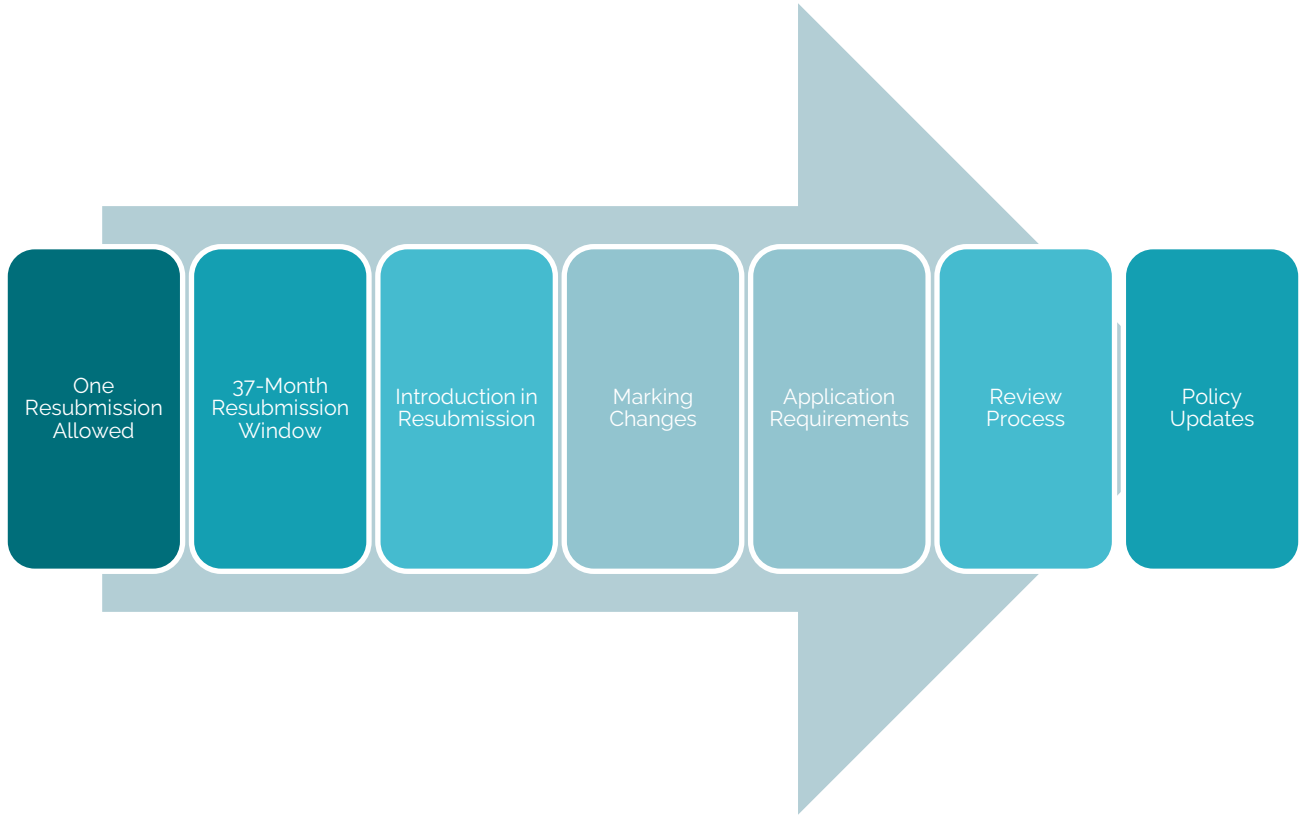 One
Resubmission
Allowed
37-Month
Resubmission
Window
Introduction in
Resubmission
Marking
Changes
Application
Requirements
Review
Process
Policy
Updates